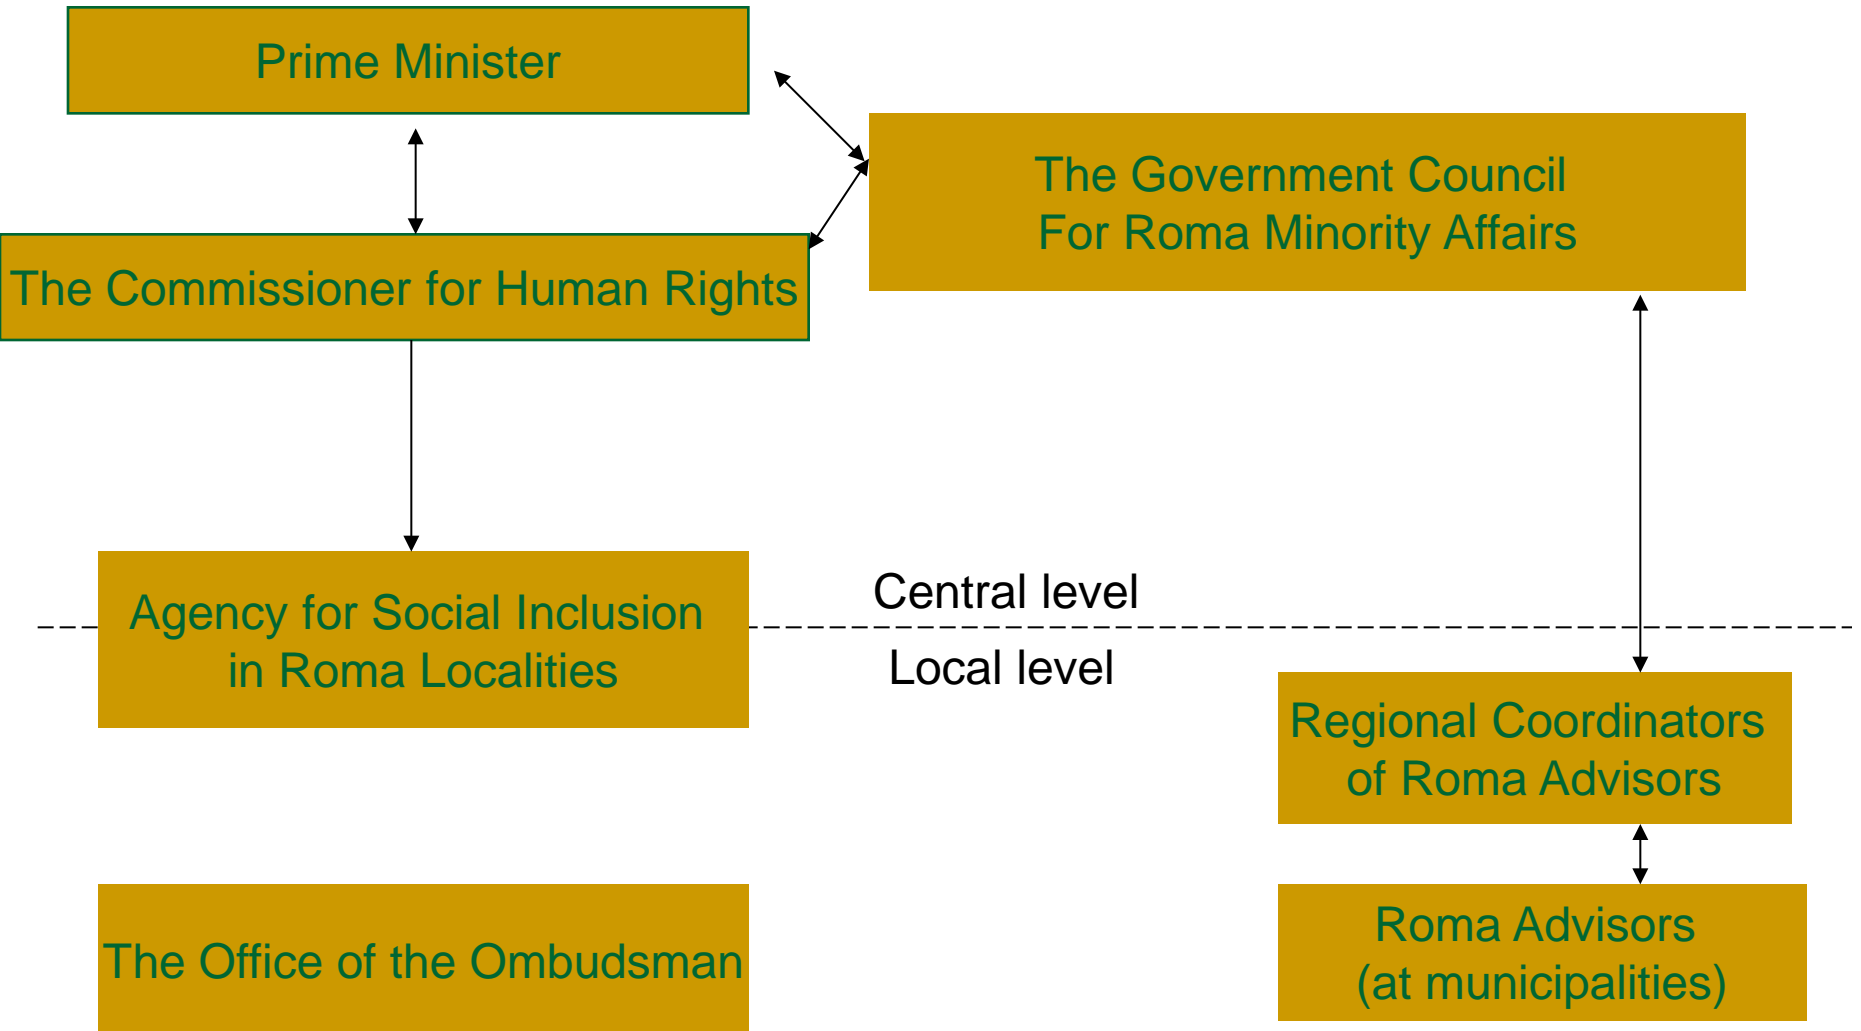 Prime Minister
The Government Council
For Roma Minority Affairs
The Commissioner for Human Rights
Agency for Social Inclusion
in Roma Localities
Central level
Local level
Regional Coordinators
of Roma Advisors
The Office of the Ombudsman
Roma Advisors
(at municipalities)